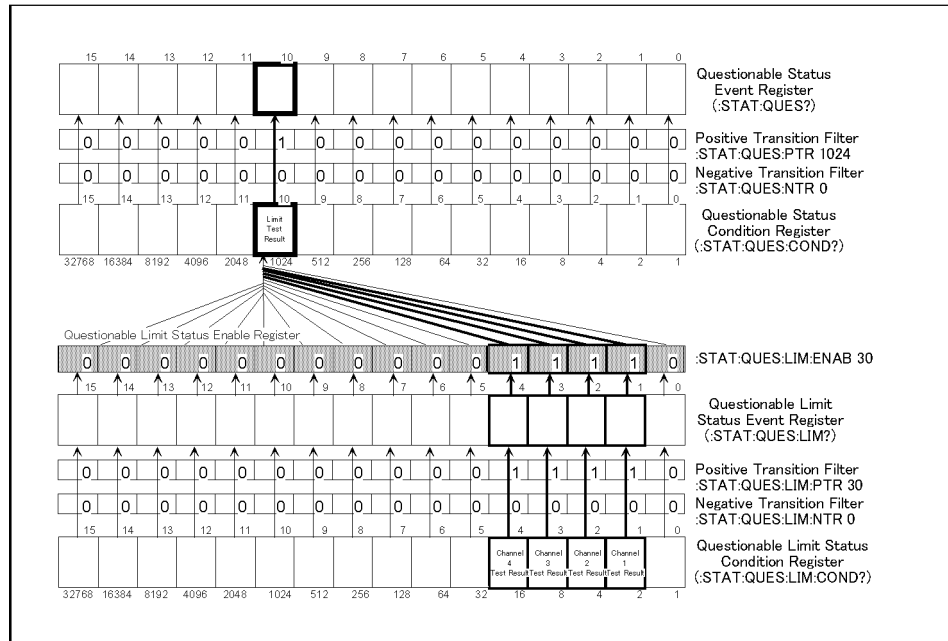 15 14 13 12 11 10 9 8 7 6 5 4 3 2 1 0
Questionable Status
Event Register
(:STAT:QUES?)
0 0 0 0 0 1 0 0 0 0 0 0 0 0 0 0
Positive Transition Filter
:STAT:QUES:PTR 1024
0 0 0 0 0 0 0 0 0 0 0 0 0 0 0 0
Negative Transition Filter
:STAT:QUES:NTR 0
15 14 13 12 11 10 9 8 7 6 5 4 3 2 1 0
Limit
Test
Result
Questionable Status
Condition Register
(:STAT:QUES:COND?)
32768 16384 8192 4096 2048 1024 512 256 128 64 32 16 8 4 2 1
Questionable Limit Status Enable Register
0 0 0 0 0 0 0 0 0 0 0 1 1 1 1 0
:STAT:QUES:LIM:ENAB 30
15 14 13 12 11 10 9 8 7 6 5 4 3 2 1 0
Questionable Limit
Status Event Register
(:STAT:QUES:LIM?)
0 0 0 0 0 0 0 0 0 0 0 1 1 1 1 0
Positive Transition Filter
:STAT:QUES:LIM:PTR 30
0 0 0 0 0 0 0 0 0 0 0 0 0 0 0 0
Negative Transition Filter
:STAT:QUES:LIM:NTR 0
15 14 13 12 11 10 9 8 7 6 5 4 3 2 1 0
Channel
4
Test Result
Channel
3
Test Result
Channel
2
Test Result
Channel
1
Test Result
Questionable Limit Status
Condition Register
(:STAT:QUES:LIM:COND?)
32768 16384 8192 4096 2048 1024 512 256 128 64 32 16 8 4 2 1